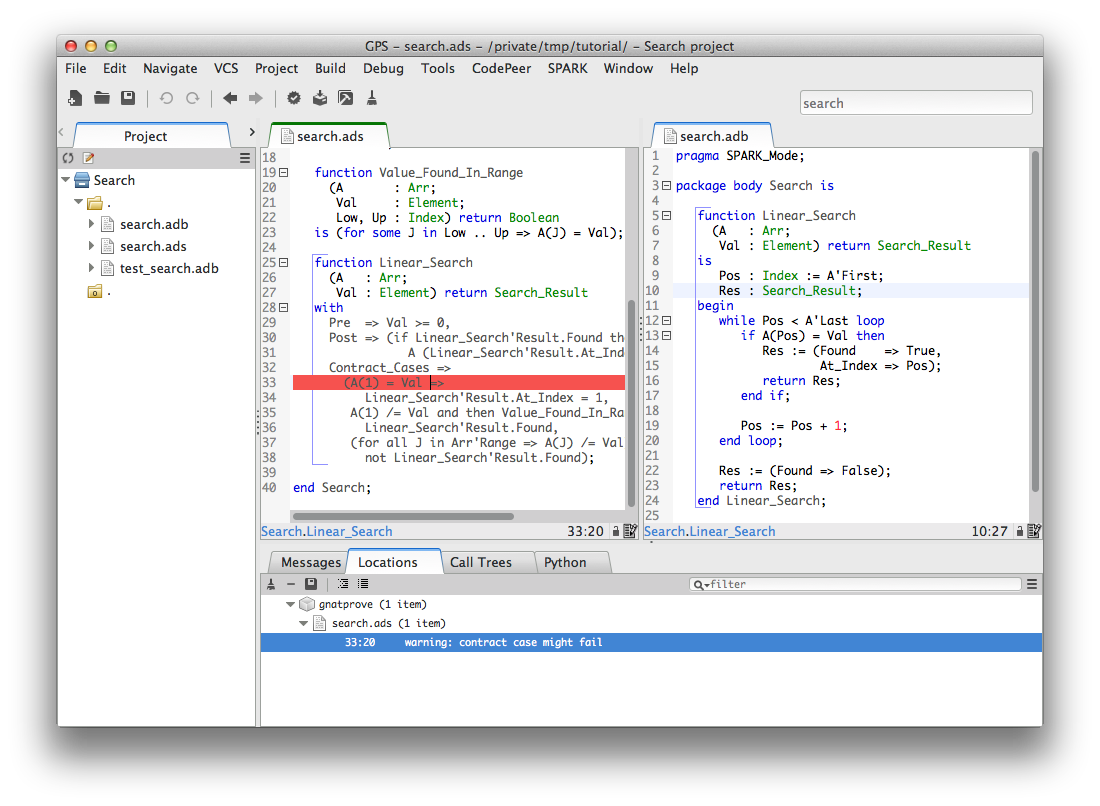 GPS – search.ads – /private/tmp/tutorial/ – Search project
File Edit Navigate VCS Project Build Debug Tools CodePeer SPARK Window Help
search
Project
Search
.
search.adb
search.ads
test_search.adb
.
search.ads
18
19 function Value_Found_In_Range
20 (A : Arr;
21 Val : Element;
22 Low, Up : Index) return Boolean
23 is (for some J in Low .. Up => A(J) = Val);
24
25 function Linear_Search
26 (A : Arr;
27 Val : Element) return Search_Result
28 with
29 Pre => Val >= 0,
30 Post => (if Linear_Search'Result.Found the
31 A (Linear_Search'Result.At_Inde
32 Contract_Cases =>
33 (A(1) = Val =>
34 Linear_Search'Result.At_Index = 1,
35 A(1) /= Val and then Value_Found_In_Ra
36 Linear_Search'Result.Found,
37 (for all J in Arr'Range => A(J) /= Val
38 not Linear_Search'Result.Found);
39
40 end Search;
Search.Linear_Search 33:20
search.adb
1 pragma SPARK_Mode;
2
3 package body Search is
4
5 function Linear_Search
6 (A : Arr;
7 Val : Element) return Search_Result
8 is
9 Pos : Index := A'First;
10 Res : Search_Result;
11 begin
12 while Pos < A'Last loop
13 if A(Pos) = Val then
14 Res := (Found => True,
15 At_Index => Pos);
16 return Res;
17 end if;
18
19 Pos := Pos + 1;
20 end loop;
21
22 Res := (Found => False);
23 return Res;
24 end Linear_Search;
25
Search.Linear_Search 10:27
Messages Locations Call Trees Python
filter
gnatprove (1 item)
search.ads (1 item)
33:20 warning: contract case might fail